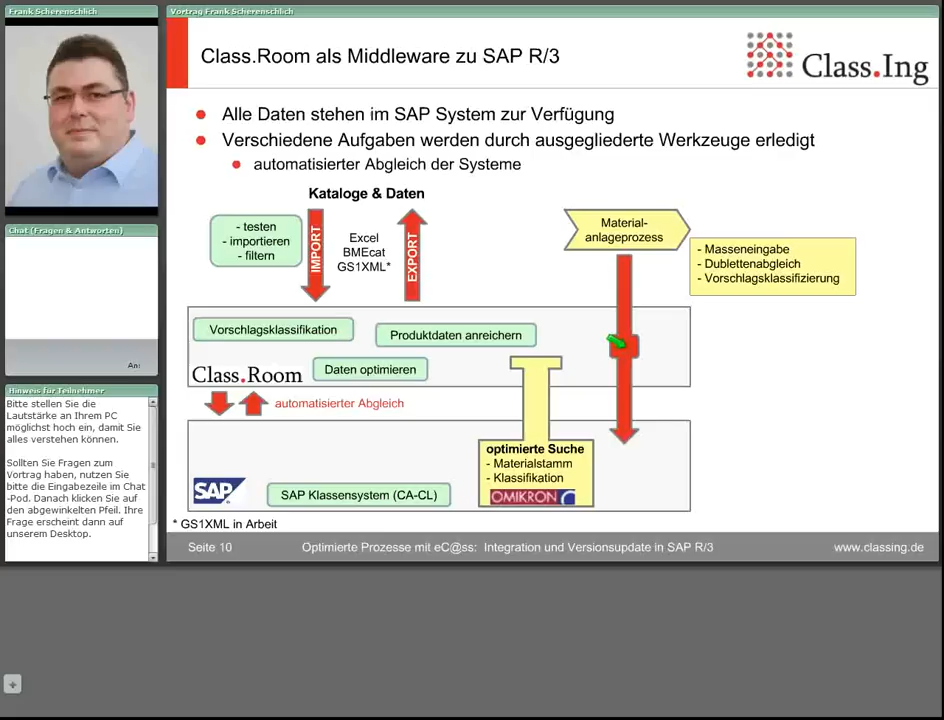 Frank Scherenschlich
Vortrag Frank Scherenschlich
Class.Room als Middleware zu SAP R/3
Class.Ing
Alle Daten stehen im SAP System zur Verfügung
Verschiedene Aufgaben werden durch ausgegliederte Werkzeuge erledigt
automatisierter Abgleich der Systeme
Kataloge & Daten
- testen
- importieren
- filtern
IMPORT
Excel
BMEcat
GS1XML*
EXPORT
Material-
anlageprozess
- Masseneingabe
- Dublettenabgleich
- Vorschlagsklassifizierung
Vorschlagsklassifikation
Produktdaten anreichern
Class.Room
Daten optimieren
automatisierter Abgleich
optimierte Suche
- Materialstamm
- Klassifikation
OMIKRON
SAP
SAP Klassensystem (CA-CL)
* GS1XML in Arbeit
Seite 10
Optimierte Prozesse mit eC@ss: Integration und Versionsupdate in SAP R/3
www.classing.de
Chat (Fragen & Antworten)
An:
Hinweis für Teilnehmer
Bitte stellen Sie die
Lautstärke an Ihrem PC
möglichst hoch ein, damit Sie
alles verstehen können.
Sollten Sie Fragen zum
Vortrag haben, nutzen Sie
bitte die Eingabezeile im Chat
-Pod. Danach klicken Sie auf
den abgewinkelten Pfeil. Ihre
Frage erscheint dann auf
unserem Desktop.